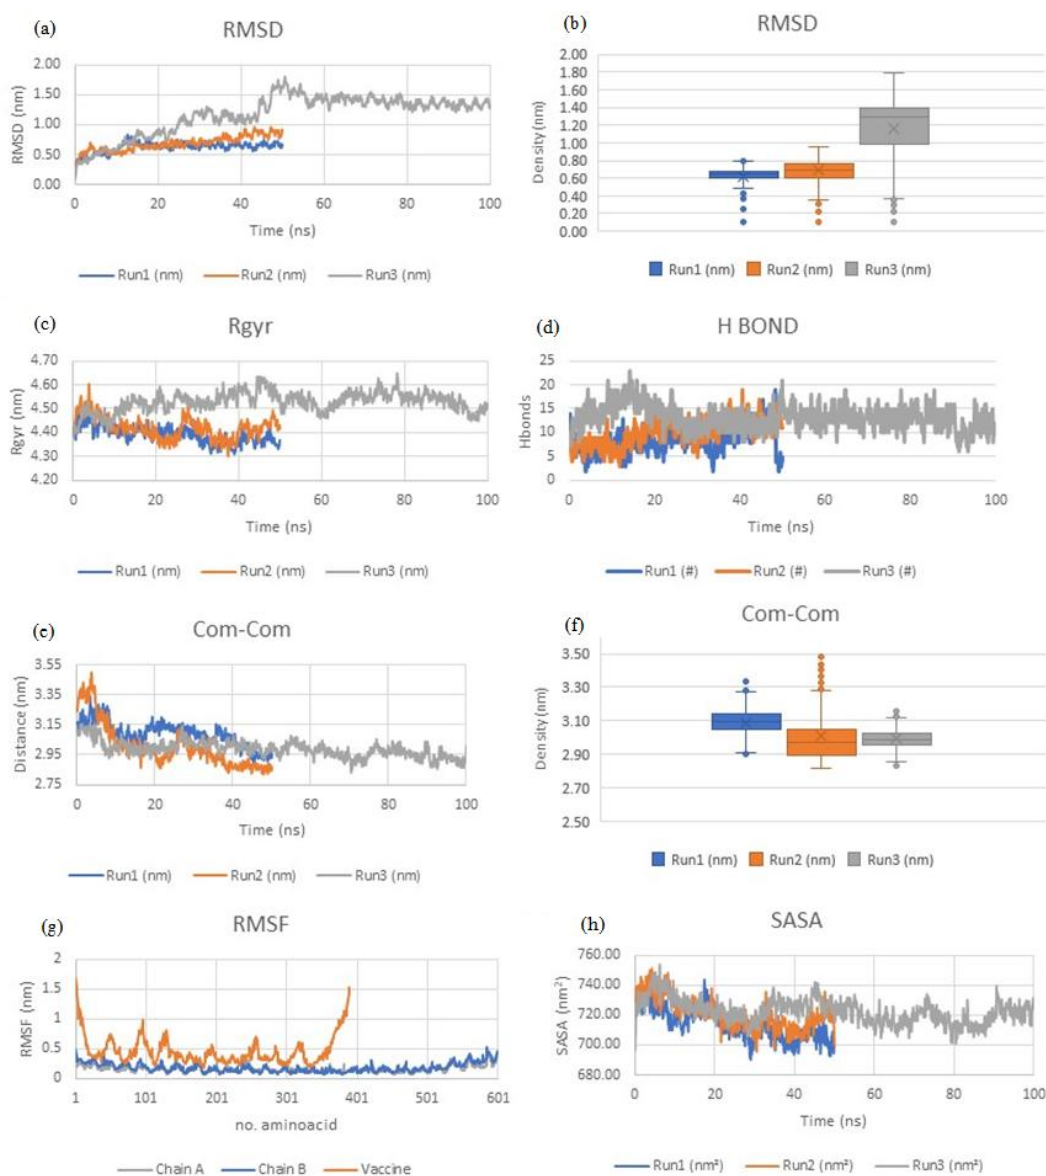 (a)
RMSD
2.00
1.50
1.00
0.50
0.00
RMSD (nm)
0 20 40 60 80 100
Time (ns)
Run1 (nm) Run2 (nm) Run3 (nm)
(b)
RMSD
2.00
1.80
1.60
1.40
1.20
1.00
0.80
0.60
0.40
0.20
0.00
Density (nm)
Run1 (nm) Run2 (nm) Run3 (nm)
(c)
Rgyr
4.70
4.60
4.50
4.40
4.30
4.20
Rgyr (nm)
0 20 40 60 80 100
Time (ns)
Run1 (nm) Run2 (nm) Run3 (nm)
(d)
H BOND
25
20
15
10
5
0
Hbonds
0 20 40 60 80 100
Time (ns)
Run1 (#) Run2 (#) Run3 (#)
(e)
Com-Com
3.55
3.35
3.15
2.95
2.75
Distance (nm)
0 20 40 60 80 100
Time (ns)
Run1 (nm) Run2 (nm) Run3 (nm)
(f)
Com-Com
3.50
3.30
3.10
2.90
2.70
2.50
Density (nm)
Run1 (nm) Run2 (nm) Run3 (nm)
(g)
RMSF
2
1.5
1
0.5
0
RMSF (nm)
1 101 201 301 401 501 601
no. aminoacid
Chain A Chain B Vaccine
(h)
SASA
760.00
740.00
720.00
700.00
680.00
SASA (nm²)
0 20 40 60 80 100
Time (ns)
Run1 (nm²) Run2 (nm²) Run3 (nm²)